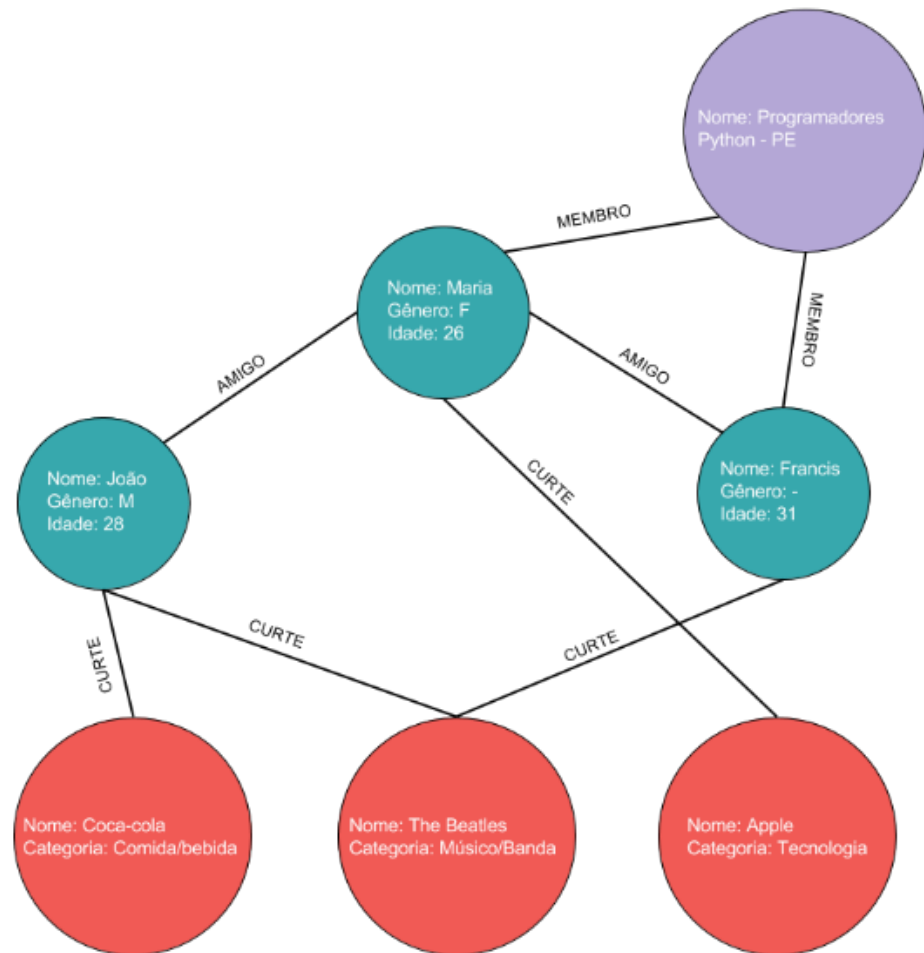 Nome: Programadores
Python - PE
MEMBRO
MEMBRO
Nome: Maria
Gênero: F
Idade: 26
AMIGO
AMIGO
Nome: João
Gênero: M
Idade: 28
Nome: Francis
Gênero: -
Idade: 31
CURTE
CURTE
CURTE
CURTE
Nome: Coca-cola
Categoria: Comida/bebida
Nome: The Beatles
Categoria: Músico/Banda
Nome: Apple
Categoria: Tecnologia